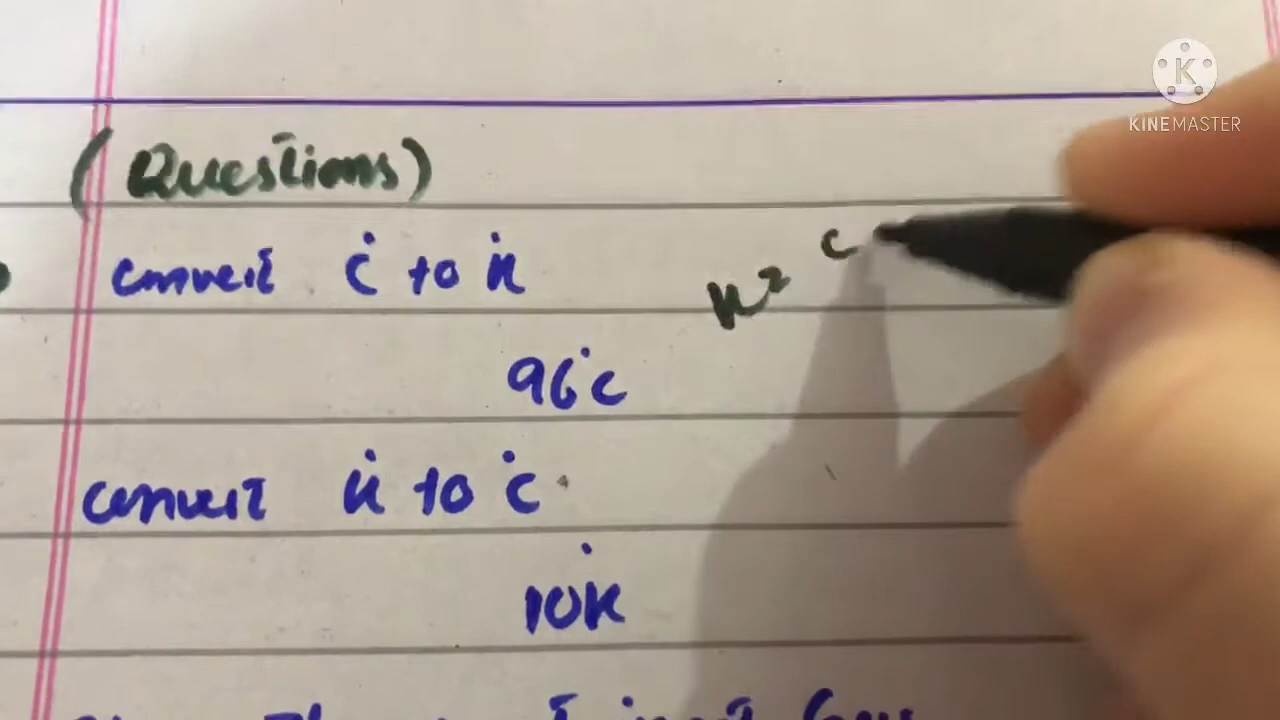 KINEMASTER
(Questions)
convert c° to k°
K= c
96°c
convert k° to c°
10°k